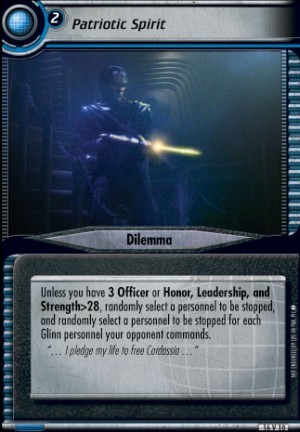 2 Patriotic Spirit
Dilemma
Unless you have 3 Officer or Honor, Leadership, and
Strength>28, randomly select a personnel to be stopped,
and randomly select a personnel to be stopped for each
Glinn personnel your opponent commands.
"… I pledge my life to free Cardassia …"
16 V 10